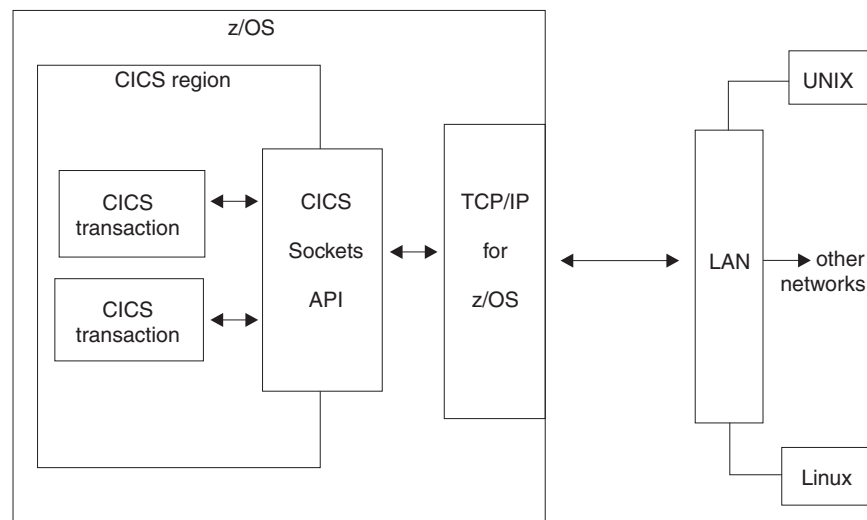 z/OS
CICS region
CICS
transaction
CICS
transaction
CICS
Sockets
API
TCP/IP
for
z/OS
LAN
UNIX
other
networks
Linux